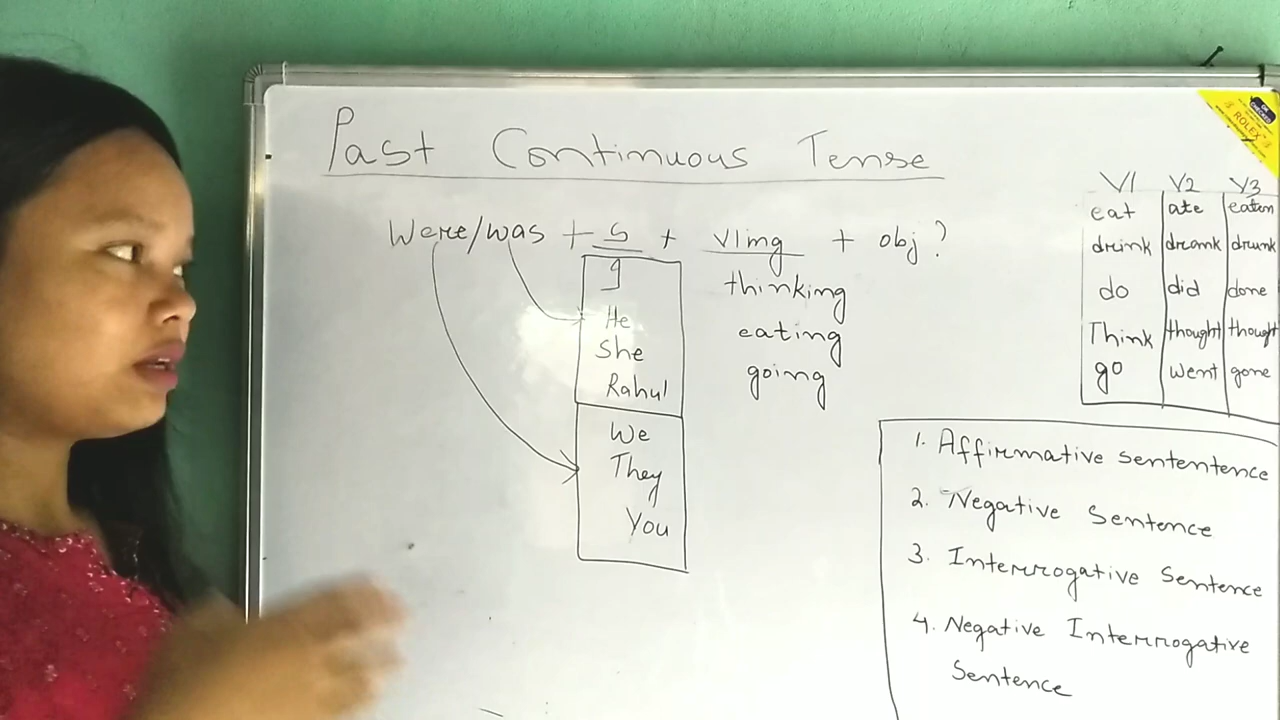 Past Continuous Tense
Were/was + S + V1ing + obj?
I
He
She
Rahul
We
They
You
thinking
eating
going
V1 V2 V3
eat ate eaten
drink drank drunk
do did done
Think thought thought
go went gone
1. Affirmative sententence
2. Negative Sentence
3. Interrogative Sentence
4. Negative Interrogative
Sentence
ROLEX